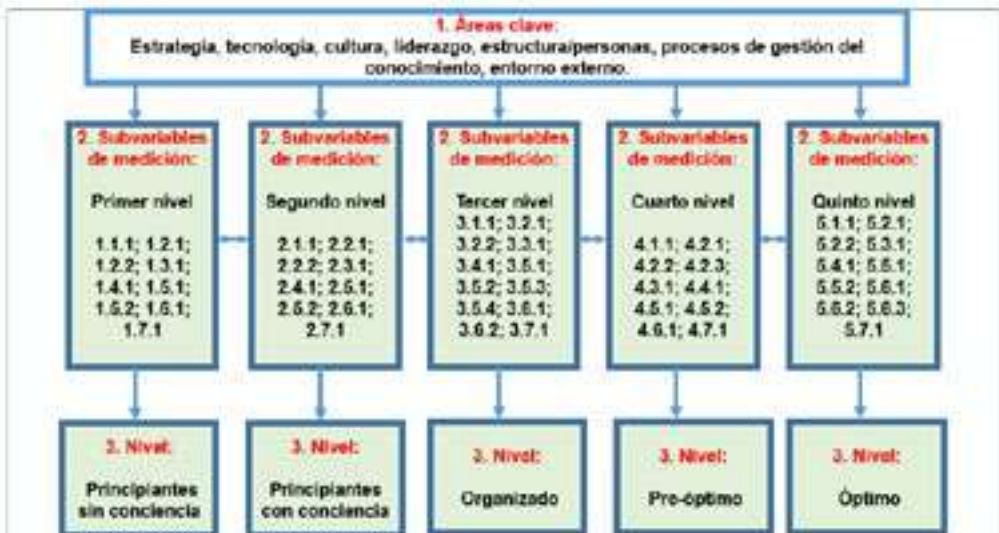 1. Áreas clave:
Estrategia, tecnología, cultura, liderazgo, estructura/personas, procesos de gestión del
conocimiento, entorno externo.
2. Subvariables
de medición:
Primer nivel
1.1.1; 1.2.1;
1.2.2; 1.3.1;
1.4.1; 1.5.1;
1.5.2; 1.6.1;
1.7.1
2. Subvariables
de medición:
Segundo nivel
2.1.1; 2.2.1;
2.2.2; 2.3.1;
2.4.1; 2.5.1;
2.5.2; 2.6.1;
2.7.1
2. Subvariables
de medición:
Tercer nivel
3.1.1; 3.2.1;
3.2.2; 3.3.1;
3.4.1; 3.5.1;
3.5.2; 3.5.3;
3.5.4; 3.6.1;
3.6.2; 3.7.1
2. Subvariables
de medición:
Cuarto nivel
4.1.1; 4.2.1;
4.2.2; 4.2.3;
4.3.1; 4.4.1;
4.5.1; 4.5.2;
4.6.1; 4.7.1
2. Subvariables
de medición:
Quinto nivel
5.1.1; 5.2.1;
5.2.2; 5.3.1;
5.4.1; 5.5.1;
5.5.2; 5.6.1;
5.6.2; 5.6.3;
5.7.1
3. Nivel:
Principiantes
sin conciencia
3. Nivel:
Principiantes
con conciencia
3. Nivel:
Organizado
3. Nivel:
Pre-óptimo
3. Nivel:
Óptimo